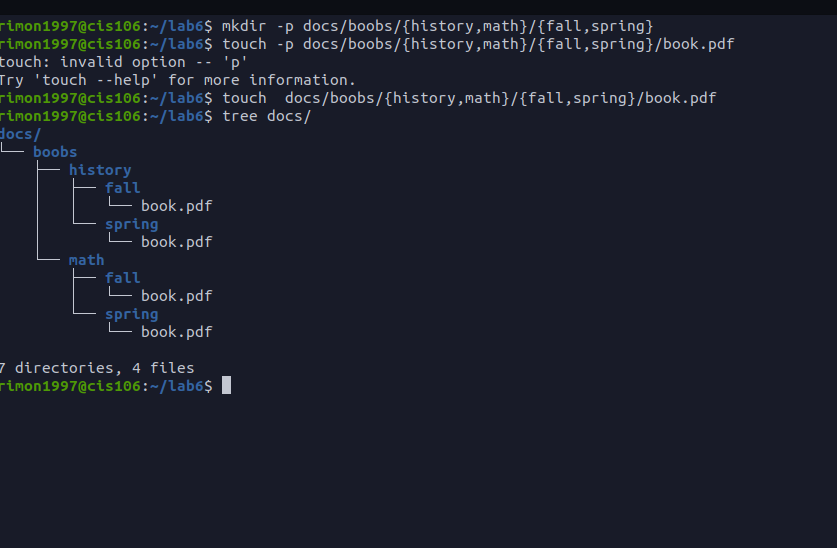 rimon1997@cis106:~/lab6$ mkdir -p docs/boobs/{history,math}/{fall,spring}
rimon1997@cis106:~/lab6$ touch -p docs/boobs/{history,math}/{fall,spring}/book.pdf
touch: invalid option -- 'p'
Try 'touch --help' for more information.
rimon1997@cis106:~/lab6$ touch  docs/boobs/{history,math}/{fall,spring}/book.pdf
rimon1997@cis106:~/lab6$ tree docs/
docs/
└── boobs
    ├── history
    │   ├── fall
    │   │   └── book.pdf
    │   └── spring
    │       └── book.pdf
    └── math
        ├── fall
        │   └── book.pdf
        └── spring
            └── book.pdf
7 directories, 4 files
rimon1997@cis106:~/lab6$